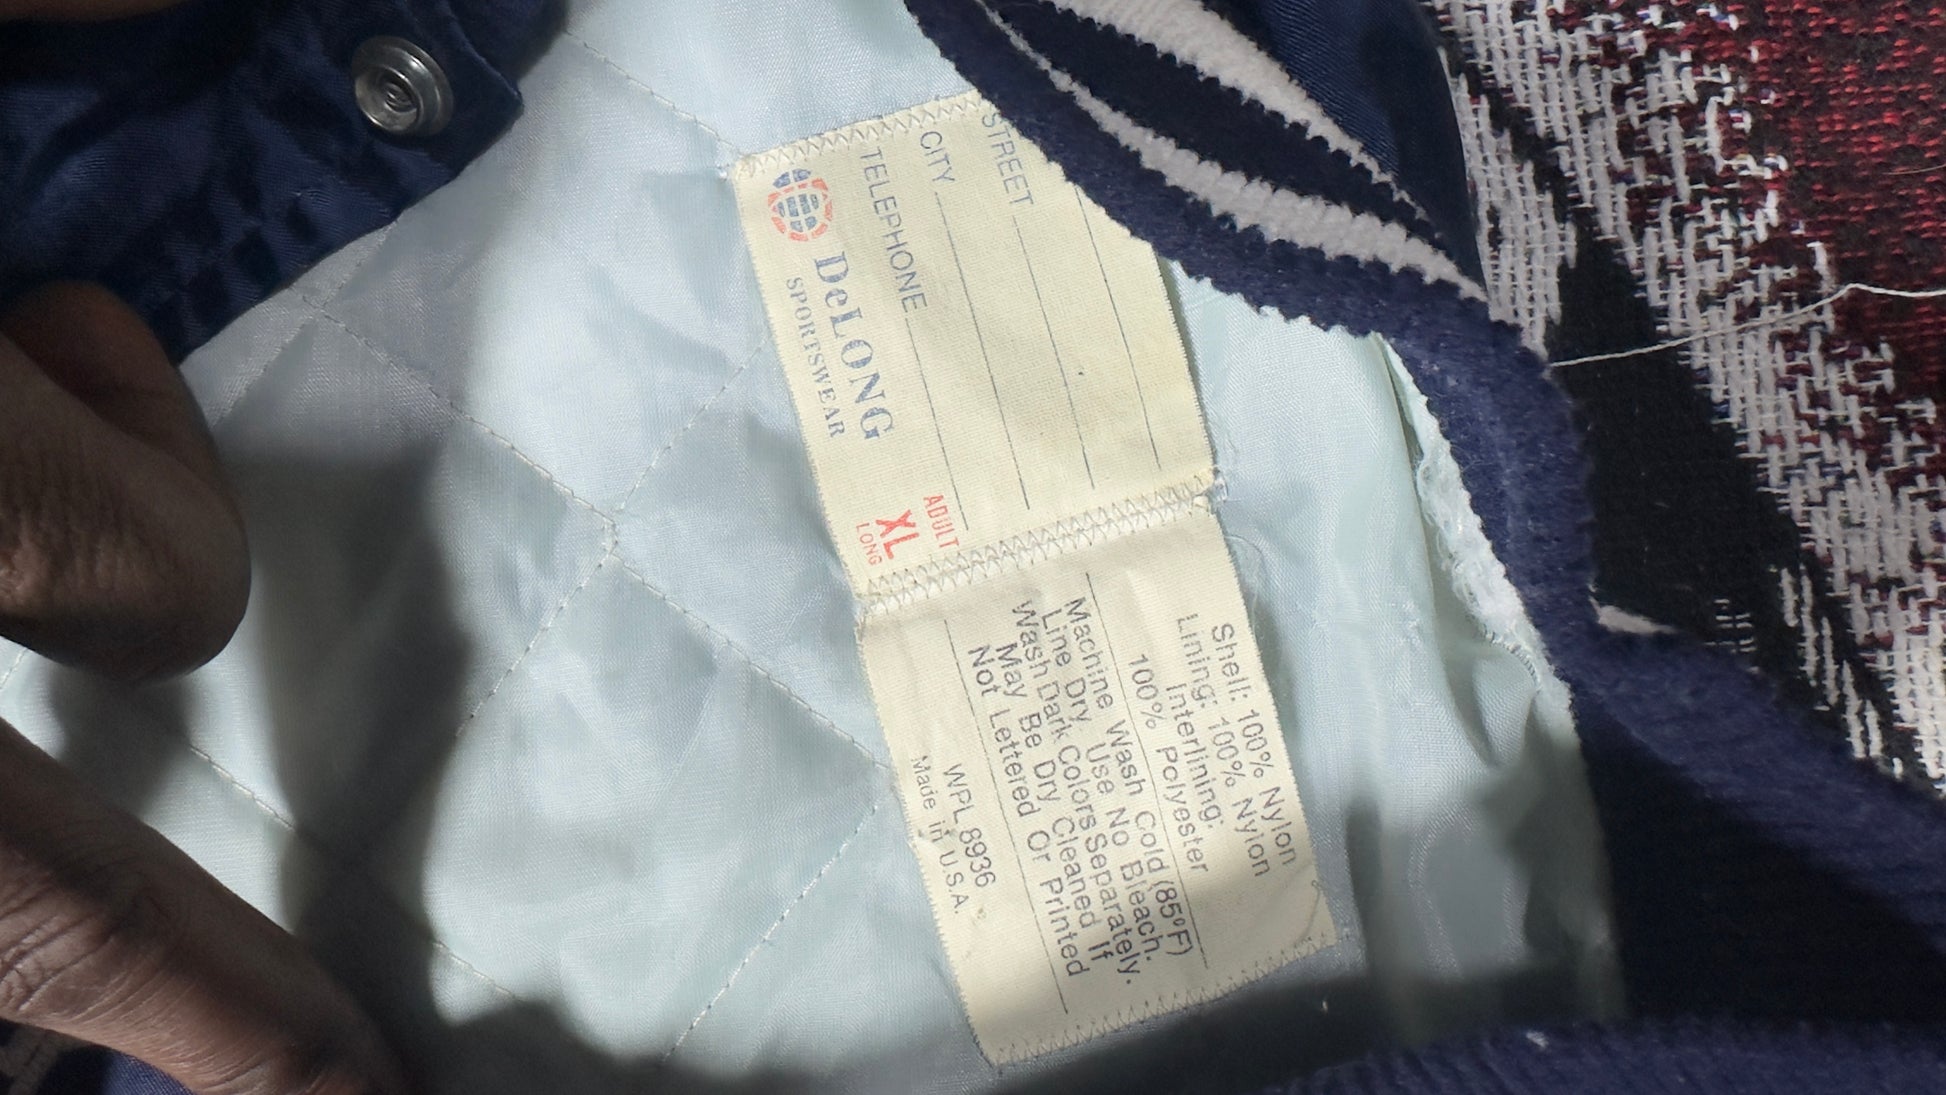 STREET
CITY
TELEPHONE
DeLONG
SPORTSWEAR
ADULT
XL
LONG
Shell: 100% Nylon
Lining: 100% Nylon
Interlining:
100% Polyester
Machine Wash Cold (85°F)
Line Dry. Use No Bleach.
Wash Dark Colors Separately.
May Be Dry Cleaned If
Not Lettered Or Printed
WPL 8936
Made in U.S.A.